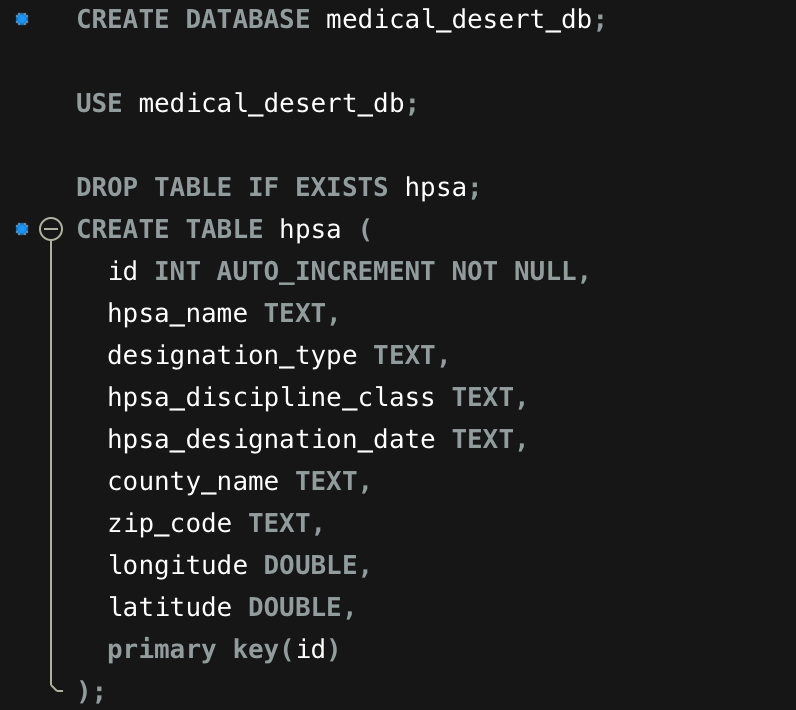 CREATE DATABASE medical_desert_db;
USE medical_desert_db;
DROP TABLE IF EXISTS hpsa;
CREATE TABLE hpsa (
id INT AUTO_INCREMENT NOT NULL,
hpsa_name TEXT,
designation_type TEXT,
hpsa_discipline_class TEXT,
hpsa_designation_date TEXT,
county_name TEXT,
zip_code TEXT,
longitude DOUBLE,
latitude DOUBLE,
primary key(id)
);